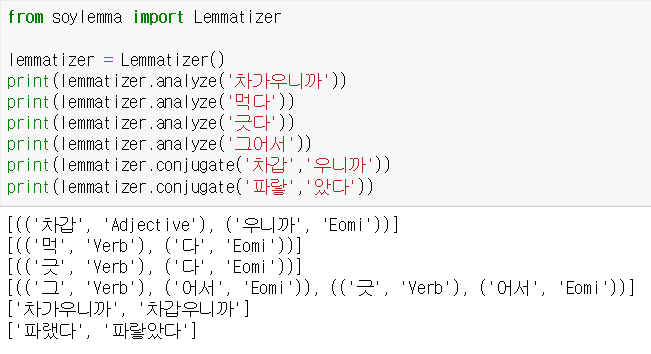 from soylemma import Lemmatizer
lemmatizer = Lemmatizer()
print(lemmatizer.analyze('차가우니까'))
print(lemmatizer.analyze('먹다'))
print(lemmatizer.analyze('긋다'))
print(lemmatizer.analyze('그어서'))
print(lemmatizer.conjugate('차갑','우니까'))
print(lemmatizer.conjugate('파랗','았다'))
[(('차갑', 'Adjective'), ('우니까', 'Eomi'))]
[(('먹', 'Verb'), ('다', 'Eomi'))]
[(('긋', 'Verb'), ('다', 'Eomi'))]
[(('그', 'Verb'), ('어서', 'Eomi')), (('긋', 'Verb'), ('어서', 'Eomi'))]
['차가우니까', '차갑우니까']
['파랬다', '파랗았다']